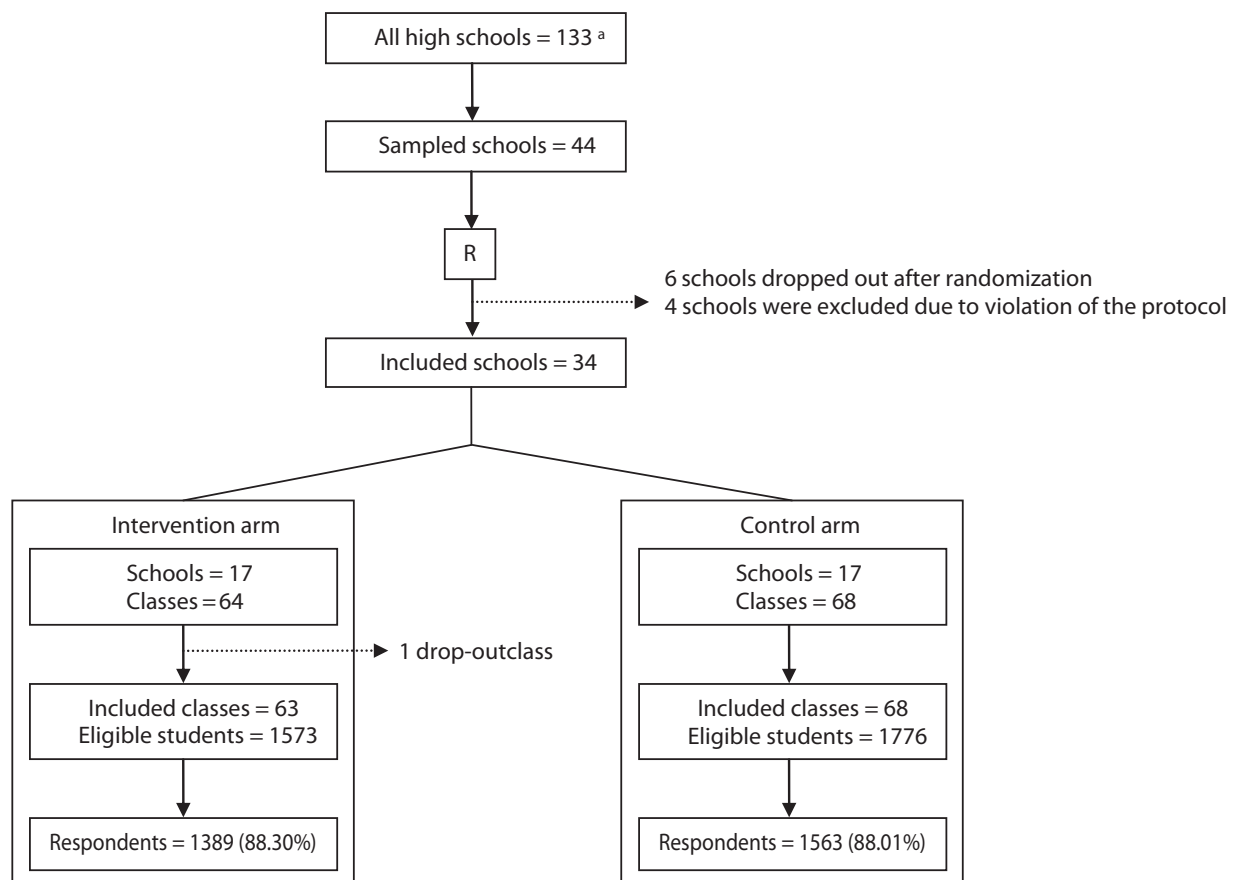 All high schools = 133 a
Sampled schools = 44
R
6 schools dropped out after randomization
4 schools were excluded due to violation of the protocol
Included schools = 34
Intervention arm
Schools = 17
Classes = 64
1 drop-outclass
Included classes = 63
Eligible students = 1573
Respondents = 1389 (88.30%)
Control arm
Schools = 17
Classes = 68
Included classes = 68
Eligible students = 1776
Respondents = 1563 (88.01%)